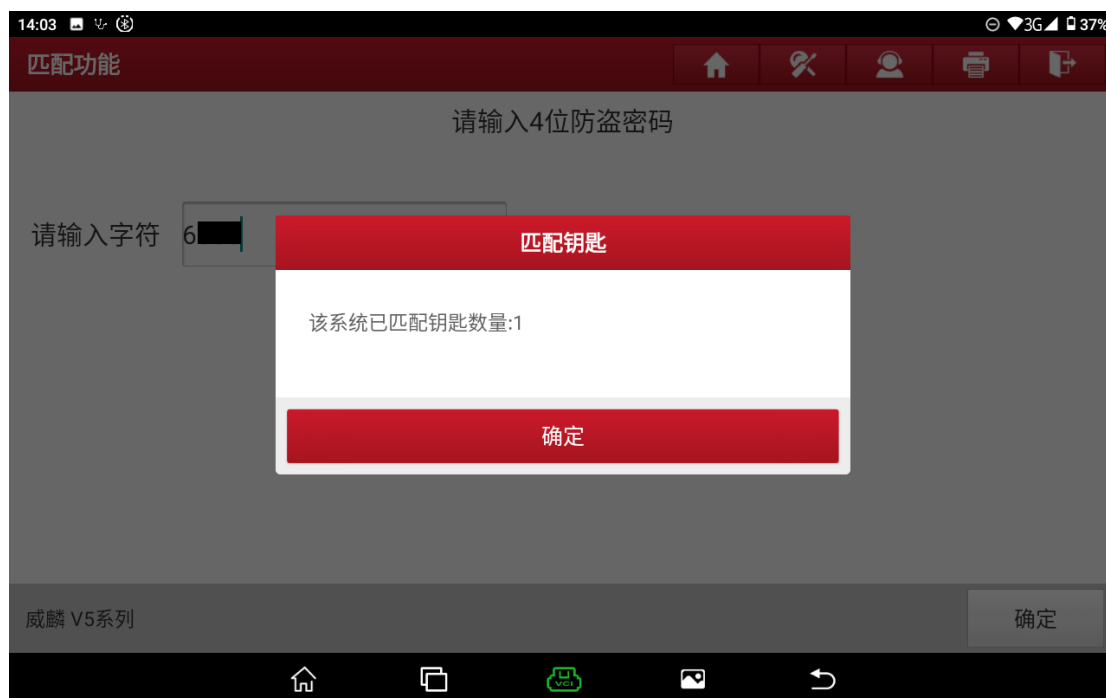 14:03 3G 37%
匹配功能
请输入4位防盗密码
请输入字符 6
匹配钥匙
该系统已匹配钥匙数量:1
确定
威麟 V5系列 确定
VCI